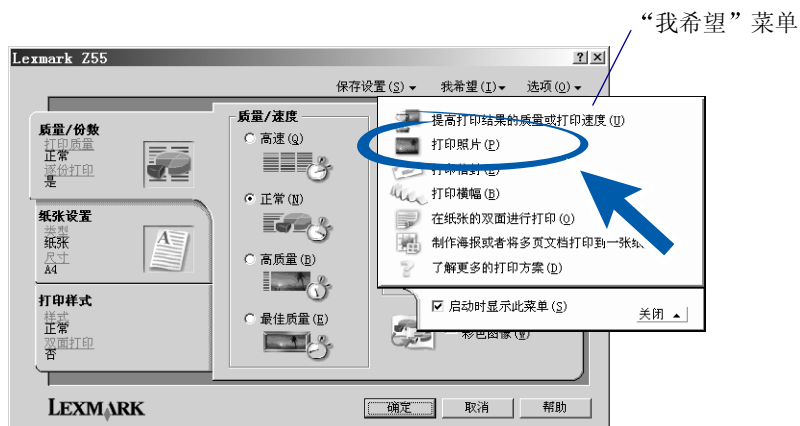 “我希望”菜单
Lexmark Z55
保存设置(S) 我希望(I) 选项(O)
质量/份数
打印质量
正常
逐份打印
是
纸张设置
类型
纸张
尺寸
A4
打印样式
样式
正常
双面打印
否
质量/速度
高速(Q)
正常(N)
高质量(B)
最佳质量(E)
提高打印结果的质量或打印速度(U)
打印照片(P)
打印信封(E)
打印横幅(B)
在纸张的双面进行打印(O)
制作海报或者将多页文档打印到一张纸
了解更多的打印方案(D)
启动时显示此菜单(S)
关闭
彩色图像(W)
LEXMARK
确定 取消 帮助